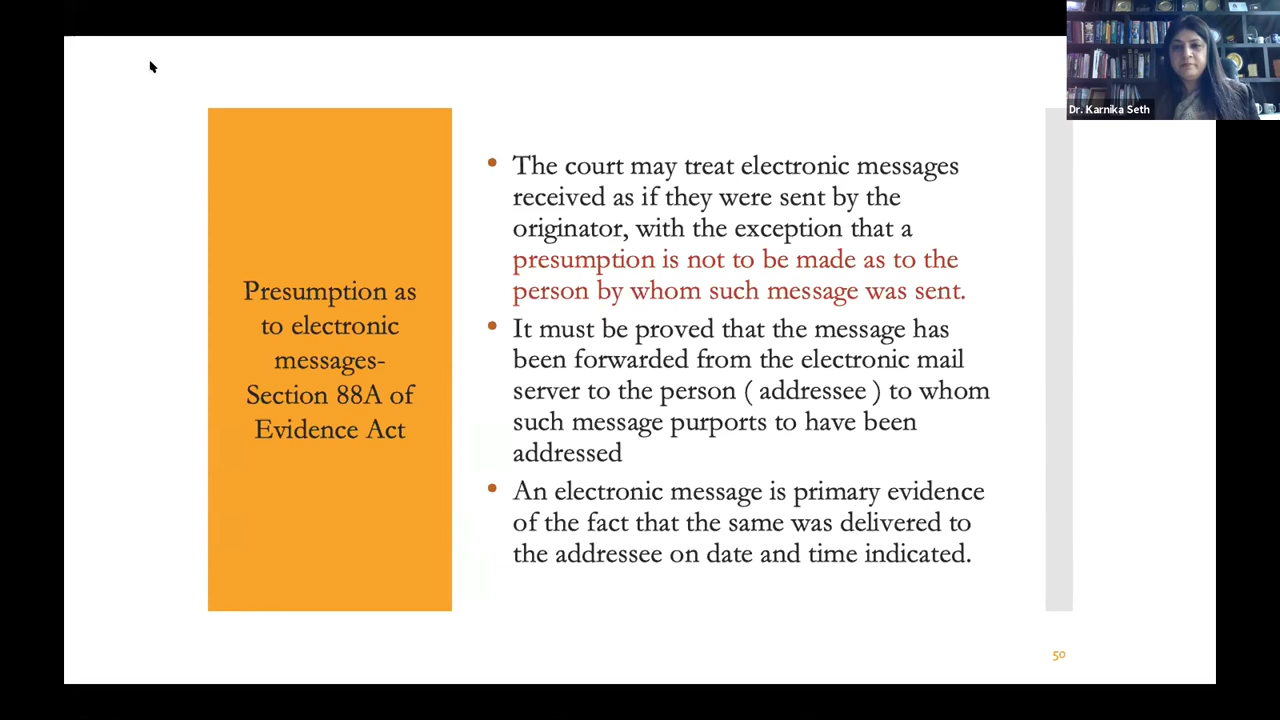 Dr. Karnika Seth
Presumption as
to electronic
messages-
Section 88A of
Evidence Act
• The court may treat electronic messages
received as if they were sent by the
originator, with the exception that a
presumption is not to be made as to the
person by whom such message was sent.
• It must be proved that the message has
been forwarded from the electronic mail
server to the person ( addressee ) to whom
such message purports to have been
addressed
• An electronic message is primary evidence
of the fact that the same was delivered to
the addressee on date and time indicated.
50